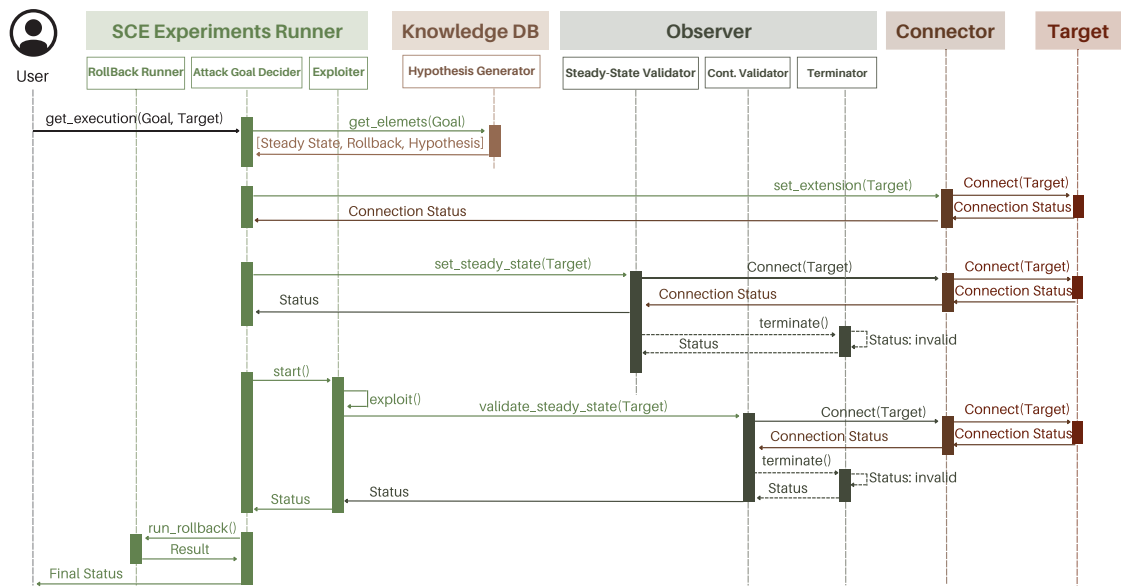 SCE Experiments Runner
Knowledge DB
Observer
Connector
Target
User
RollBack Runner
Attack Goal Decider
Exploiter
Hypothesis Generator
Steady-State Validator
Cont. Validator
Terminator
get_execution(Goal, Target)
get_elemets(Goal)
[Steady State, Rollback, Hypothesis]
set_extension(Target)
Connect(Target)
Connection Status
Connection Status
set_steady_state(Target)
Connect(Target)
Connect(Target)
Connection Status
Connection Status
Status
terminate()
Status: invalid
Status
start()
exploit()
validate_steady_state(Target)
Connect(Target)
Connect(Target)
Connection Status
Connection Status
terminate()
Status: invalid
Status
Status
Status
run_rollback()
Result
Final Status